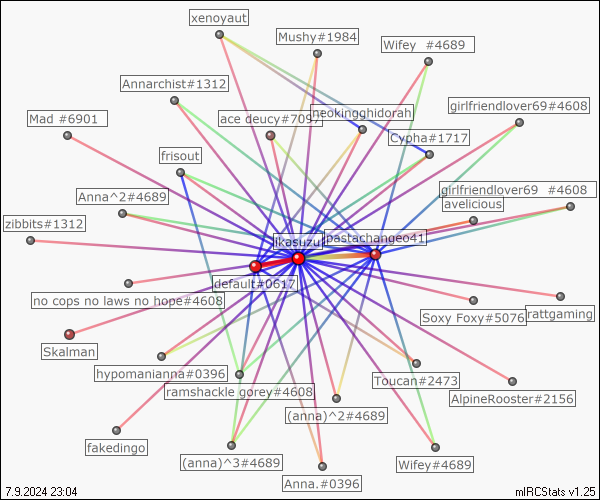 xenoyaut
Mushy#1984
Wifey #4689
Annarchist#1312
girlfriendlover69#4608
neokingghidorah
Mad #6901
ace deucy#7097
Cypha#1717
frisout
girlfriendlover69 #4608
Anna^2#4689
avelicious
zibbits#1312
ikasuzu
pastachangeo41
default#0617
no cops no laws no hope#4608
Soxy Foxy#5076
rattgaming
Skalman
hypomanianna#0396
Toucan#2473
ramshackle gorey#4608
AlpineRooster#2156
(anna)^2#4689
fakedingo
(anna)^3#4689
Wifey#4689
Anna.#0396
7.9.2024 23:04
mIRCStats v1.25